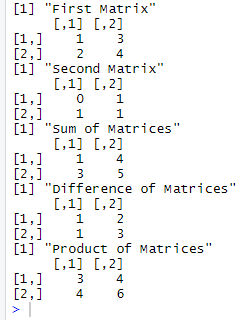 [1] "First Matrix"
[,1] [,2]
[1,] 1 3
[2,] 2 4
[1] "Second Matrix"
[,1] [,2]
[1,] 0 1
[2,] 1 1
[1] "Sum of Matrices"
[,1] [,2]
[1,] 1 4
[2,] 3 5
[1] "Difference of Matrices"
[,1] [,2]
[1,] 1 2
[2,] 1 3
[1] "Product of Matrices"
[,1] [,2]
[1,] 3 4
[2,] 4 6
>